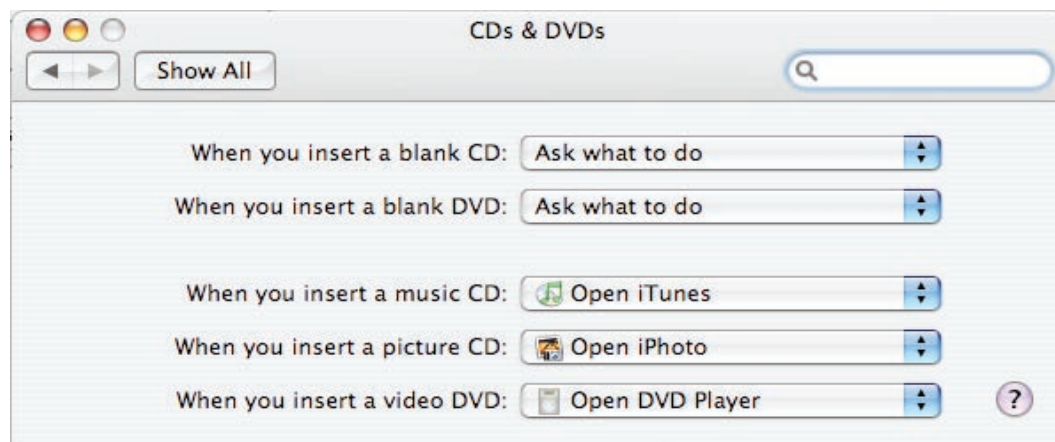 CDs & DVDs
Show All
When you insert a blank CD: Ask what to do
When you insert a blank DVD: Ask what to do
When you insert a music CD: Open iTunes
When you insert a picture CD: Open iPhoto
When you insert a video DVD: Open DVD Player ?